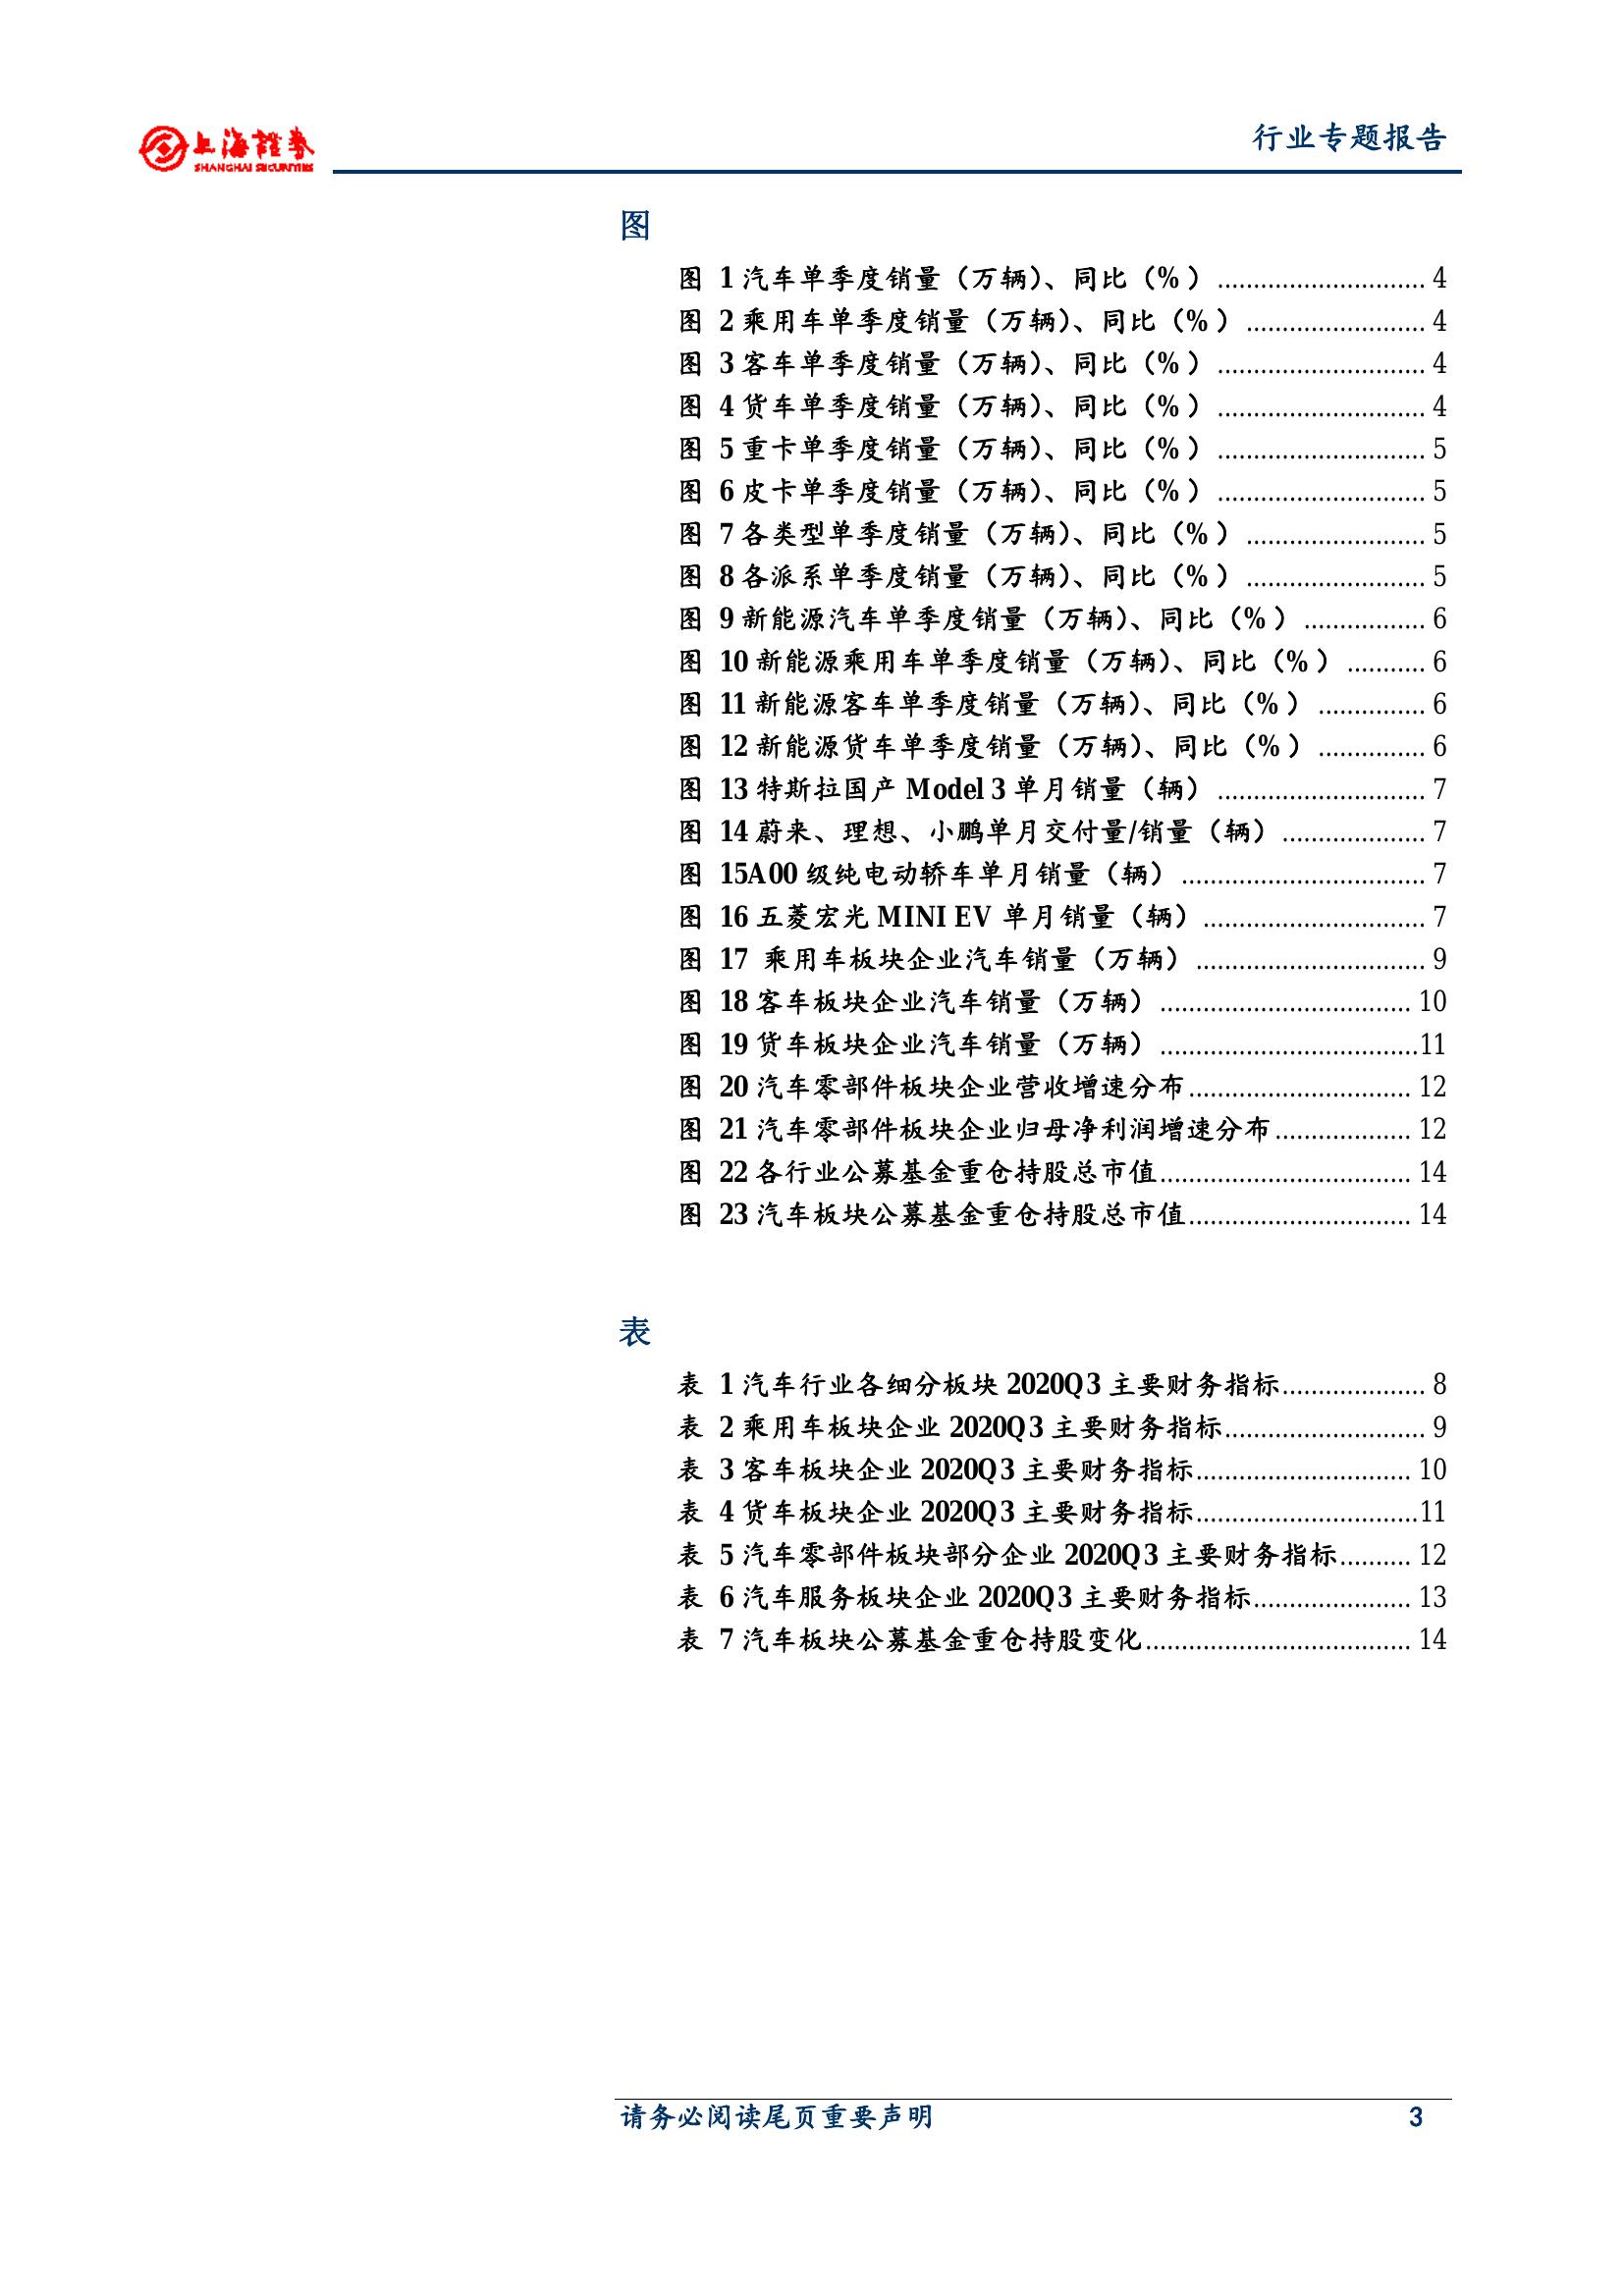 上海證券
SHANGHAI SECURITIES
行业专题报告
图
图 1 汽车单季度销量（万辆）、同比（%）............................. 4
图 2 乘用车单季度销量（万辆）、同比（%）......................... 4
图 3 客车单季度销量（万辆）、同比（%）............................. 4
图 4 货车单季度销量（万辆）、同比（%）............................. 4
图 5 重卡单季度销量（万辆）、同比（%）............................. 5
图 6 皮卡单季度销量（万辆）、同比（%）............................. 5
图 7 各类型单季度销量（万辆）、同比（%）......................... 5
图 8 各派系单季度销量（万辆）、同比（%）......................... 5
图 9 新能源汽车单季度销量（万辆）、同比（%）................. 6
图 10 新能源乘用车单季度销量（万辆）、同比（%）........... 6
图 11 新能源客车单季度销量（万辆）、同比（%）............... 6
图 12 新能源货车单季度销量（万辆）、同比（%）............... 6
图 13 特斯拉国产 Model 3 单月销量（辆）............................. 7
图 14 蔚来、理想、小鹏单月交付量/销量（辆）.................... 7
图 15A00 级纯电动轿车单月销量（辆）.................................. 7
图 16 五菱宏光 MINI EV 单月销量（辆）............................... 7
图 17 乘用车板块企业汽车销量（万辆）................................ 9
图 18 客车板块企业汽车销量（万辆）................................... 10
图 19 货车板块企业汽车销量（万辆）....................................11
图 20 汽车零部件板块企业营收增速分布............................... 12
图 21 汽车零部件板块企业归母净利润增速分布................... 12
图 22 各行业公募基金重仓持股总市值................................... 14
图 23 汽车板块公募基金重仓持股总市值............................... 14
表
表 1 汽车行业各细分板块 2020Q3 主要财务指标.................... 8
表 2 乘用车板块企业 2020Q3 主要财务指标............................ 9
表 3 客车板块企业 2020Q3 主要财务指标.............................. 10
表 4 货车板块企业 2020Q3 主要财务指标...............................11
表 5 汽车零部件板块部分企业 2020Q3 主要财务指标.......... 12
表 6 汽车服务板块企业 2020Q3 主要财务指标...................... 13
表 7 汽车板块公募基金重仓持股变化..................................... 14
请务必阅读尾页重要声明 3